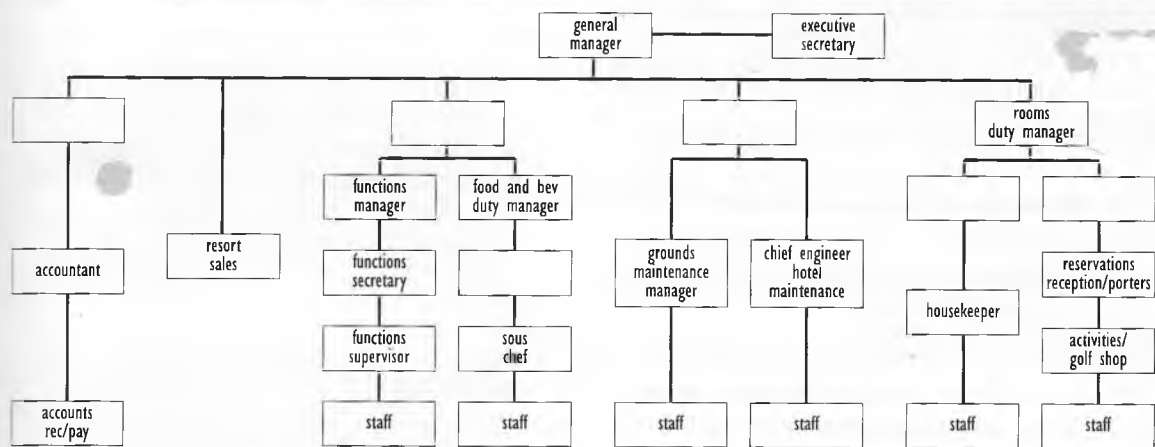 general
manager
executive
secretary
rooms
duty manager
functions
manager
food and bev
duty manager
resort
sales
accountant
functions
secretary
grounds
maintenance
manager
chief engineer
hotel
maintenance
reservations
reception/porters
housekeeper
functions
supervisor
sous
chef
activities/
golf shop
accounts
rec/pay
staff
staff
staff
staff
staff
staff